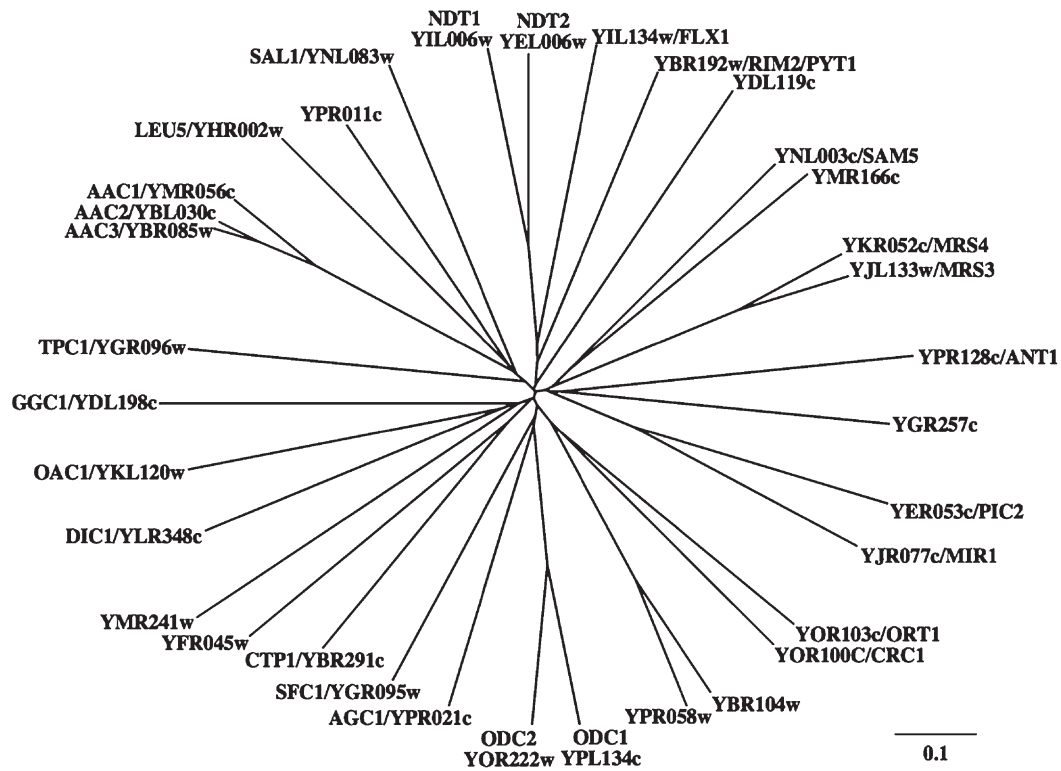 NDT1
YIL006w
NDT2
YEL006w
YIL134w/FLX1
YBR192w/RIM2/PYT1
YDL119c
SAL1/YNL083w
YPR011c
LEU5/YHR002w
YNL003c/SAM5
YMR166c
AAC1/YMR056c
AAC2/YBL030c
AAC3/YBR085w
YKR052c/MRS4
YJL133w/MRS3
TPC1/YGR096w
YPR128c/ANT1
GGC1/YDL198c
YGR257c
OAC1/YKL120w
YER053c/PIC2
DIC1/YLR348c
YJR077c/MIR1
YMR241w
YFR045w
YOR103c/ORT1
YOR100C/CRC1
CTP1/YBR291c
SFC1/YGR095w
AGC1/YPR021c
YBR104w
YPR058w
ODC2
YOR222w
ODC1
YPL134c
0.1